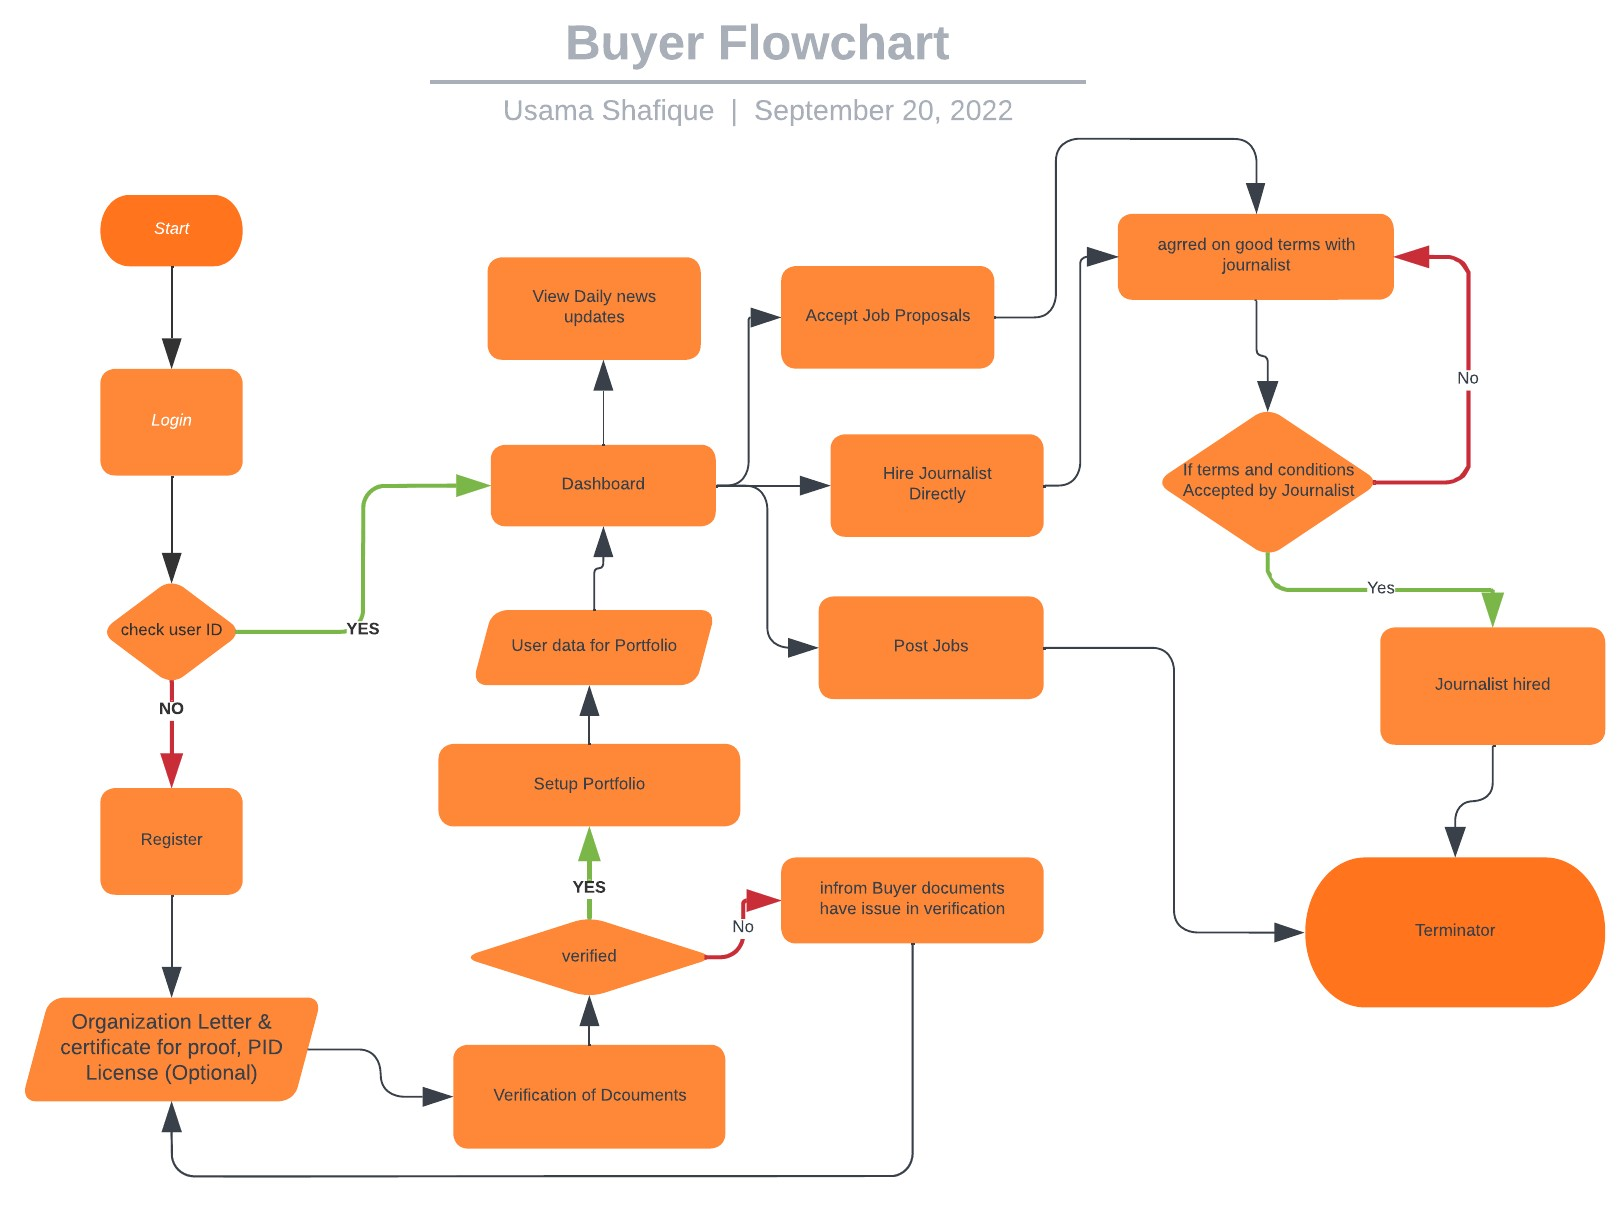 Buyer Flowchart
Usama Shafique | September 20, 2022
Start
Login
check user ID
YES
NO
Register
Organization Letter &
certificate for proof, PID
License (Optional)
View Daily news
updates
Dashboard
User data for Portfolio
Setup Portfolio
YES
verified
No
Verification of Dcouments
infrom Buyer documents
have issue in verification
Accept Job Proposals
Hire Journalist
Directly
Post Jobs
agrred on good terms with
journalist
No
If terms and conditions
Accepted by Journalist
Yes
Journalist hired
Terminator